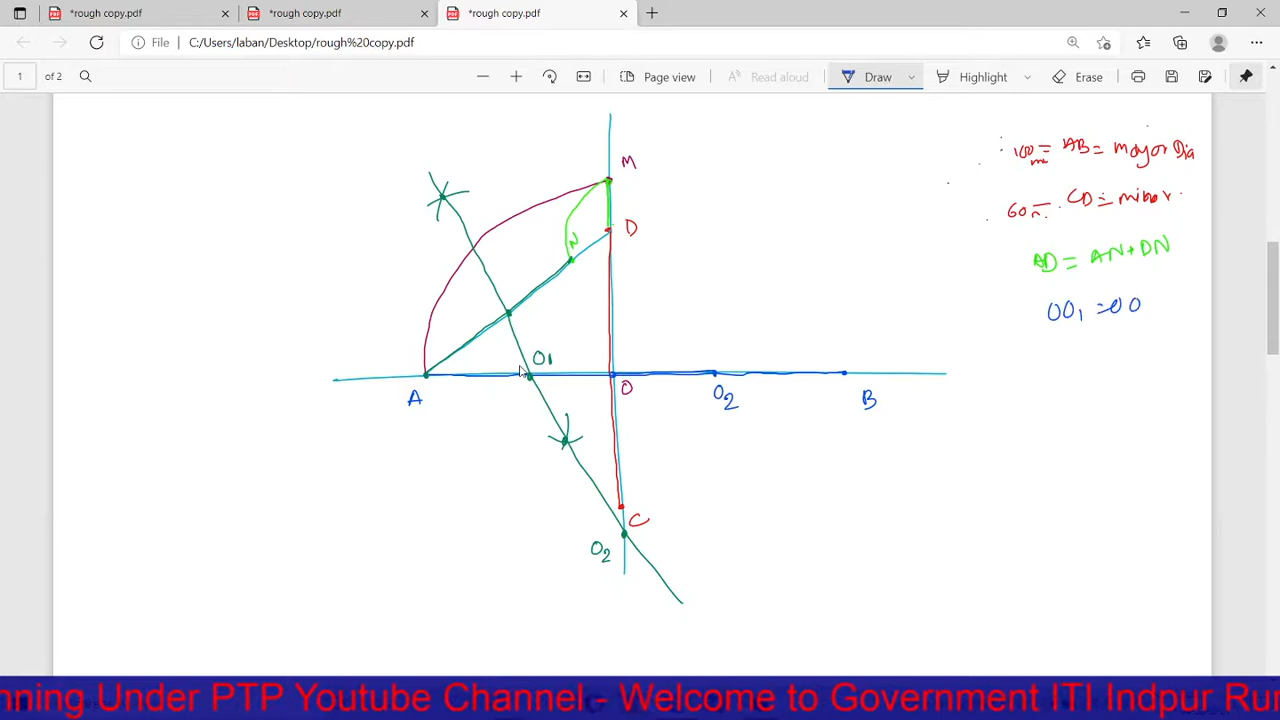 *rough copy.pdf
*rough copy.pdf
*rough copy.pdf
File
C:/Users/laban/Desktop/rough%20copy.pdf
1
of 2
Page view
Read aloud
Draw
Highlight
Erase
M
D
N
O1
O
A
O2
B
C
O2
100 = AB = major Dia
60 = CD = minor
AD = AN+DN
OO1 = OO
nning Under PTP Youtube Channel- Welcome to Government ITI Indpur Ru